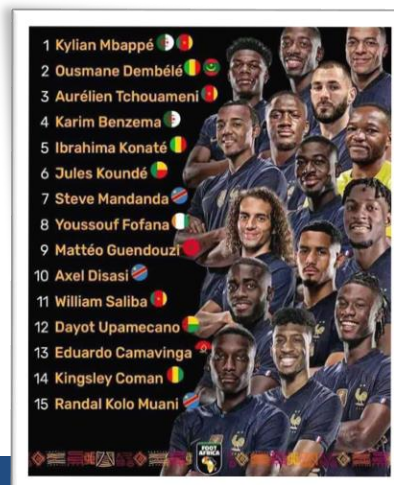 1 Kylian Mbappé
2 Ousmane Dembélé
3 Aurélien Tchouameni
4 Karim Benzema
5 Ibrahima Konaté
6 Jules Koundé
7 Steve Mandanda
8 Youssouf Fofana
9 Mattéo Guendouzi
10 Axel Disasi
11 William Saliba
12 Dayot Upamecano
13 Eduardo Camavinga
14 Kingsley Coman
15 Randal Kolo Muani
FOOT
AFRICA